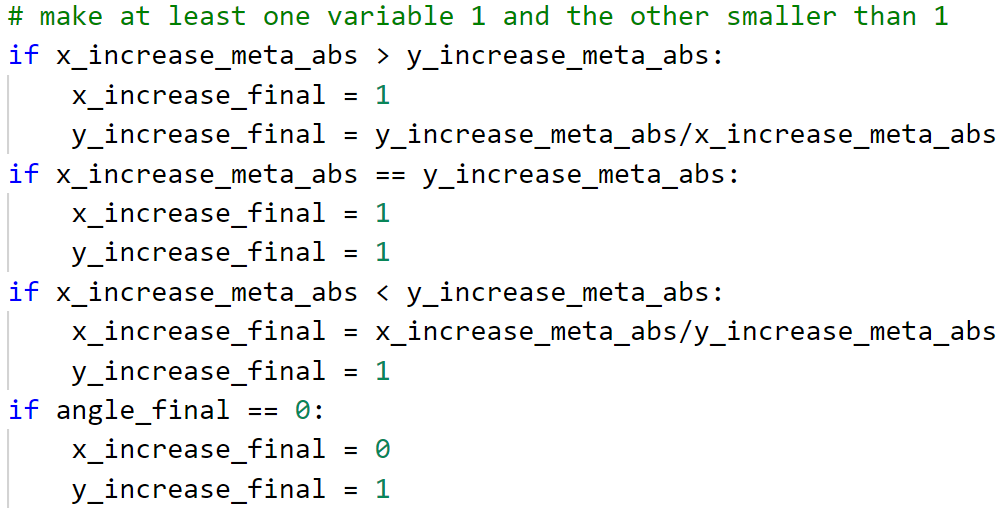 # make at least one variable 1 and the other smaller than 1
if x_increase_meta_abs > y_increase_meta_abs:
    x_increase_final = 1
    y_increase_final = y_increase_meta_abs/x_increase_meta_abs
if x_increase_meta_abs == y_increase_meta_abs:
    x_increase_final = 1
    y_increase_final = 1
if x_increase_meta_abs < y_increase_meta_abs:
    x_increase_final = x_increase_meta_abs/y_increase_meta_abs
    y_increase_final = 1
if angle_final == 0:
    x_increase_final = 0
    y_increase_final = 1